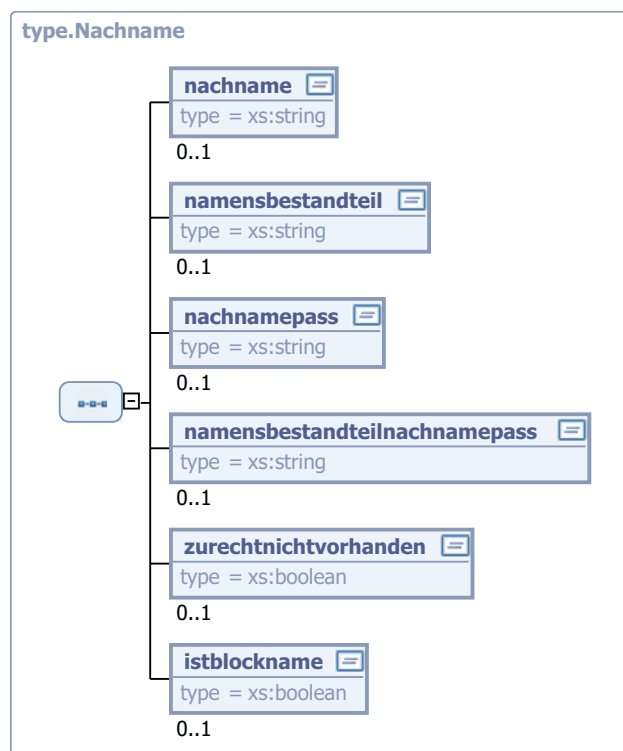 type.Nachname
nachname
type = xs:string
0..1
namensbestandteil
type = xs:string
0..1
nachnamepass
type = xs:string
0..1
namensbestandteilnachnamepass
type = xs:string
0..1
zurechtnichtvorhanden
type = xs:boolean
0..1
istblockname
type = xs:boolean
0..1